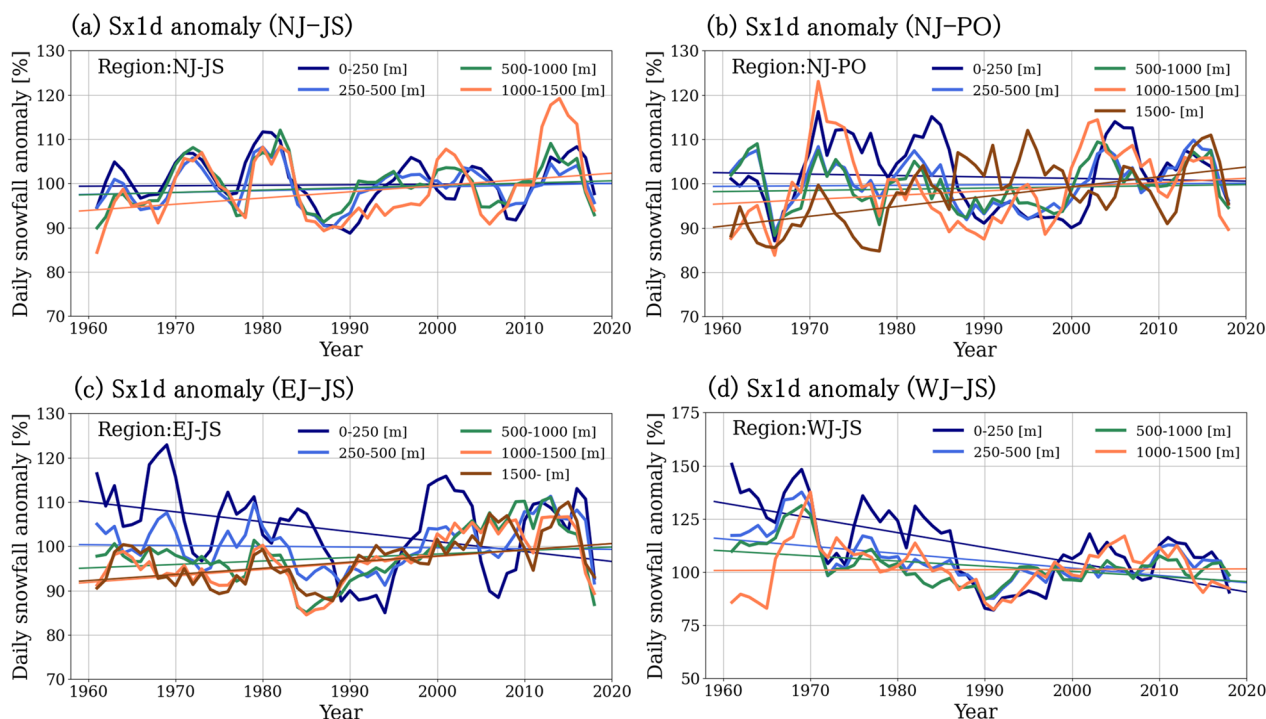 (a) Sx1d anomaly (NJ−JS)
Daily snowfall anomaly [%]
130
120
110
100
90
80
70
Region:NJ-JS
0-250 [m]
250-500 [m]
500-1000 [m]
1000-1500 [m]
1960 1970 1980 1990 2000 2010 2020
Year
(b) Sx1d anomaly (NJ−PO)
Daily snowfall anomaly [%]
130
120
110
100
90
80
70
Region:NJ-PO
0-250 [m]
250-500 [m]
500-1000 [m]
1000-1500 [m]
1500- [m]
1960 1970 1980 1990 2000 2010 2020
Year
(c) Sx1d anomaly (EJ−JS)
Daily snowfall anomaly [%]
130
120
110
100
90
80
70
Region:EJ-JS
0-250 [m]
250-500 [m]
500-1000 [m]
1000-1500 [m]
1500- [m]
1960 1970 1980 1990 2000 2010 2020
Year
(d) Sx1d anomaly (WJ−JS)
Daily snowfall anomaly [%]
175
150
125
100
75
50
Region:WJ-JS
0-250 [m]
250-500 [m]
500-1000 [m]
1000-1500 [m]
1960 1970 1980 1990 2000 2010 2020
Year